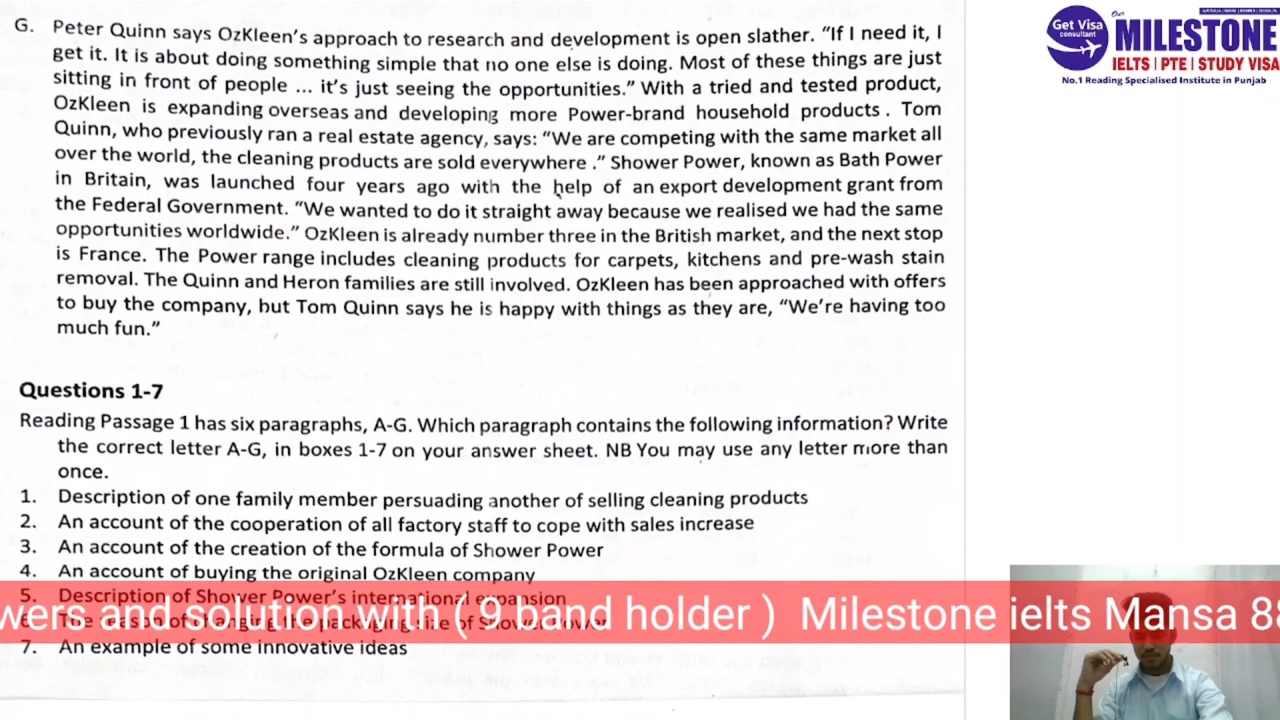 G. Peter Quinn says OzKleen's approach to research and development is open slather. "If I need it, I
get it. It is about doing something simple that no one else is doing. Most of these things are just
sitting in front of people ... it's just seeing the opportunities." With a tried and tested product,
OzKleen is expanding overseas and developing more Power-brand household products . Tom
Quinn, who previously ran a real estate agency, says: "We are competing with the same market all
over the world, the cleaning products are sold everywhere ." Shower Power, known as Bath Power
in Britain, was launched four years ago with the help of an export development grant from
the Federal Government. "We wanted to do it straight away because we realised we had the same
opportunities worldwide." OzKleen is already number three in the British market, and the next stop
is France. The Power range includes cleaning products for carpets, kitchens and pre-wash stain
removal. The Quinn and Heron families are still involved. OzKleen has been approached with offers
to buy the company, but Tom Quinn says he is happy with things as they are, "We're having too
much fun."
Questions 1-7
Reading Passage 1 has six paragraphs, A-G. Which paragraph contains the following information? Write
the correct letter A-G, in boxes 1-7 on your answer sheet. NB You may use any letter more than
once.
1. Description of one family member persuading another of selling cleaning products
2. An account of the cooperation of all factory staff to cope with sales increase
3. An account of the creation of the formula of Shower Power
4. An account of buying the original OzKleen company
5. Description of Shower Power's international expansion
6. The reason of changing the packaging size of Shower Power
7. An example of some innovative ideas
wers and solution with ( 9 band holder ) Milestone ielts Mansa 88
Get Visa
consultant
Our
MILESTONE
IELTS | PTE | STUDY VISA
No.1 Reading Specialised Institute in Punjab